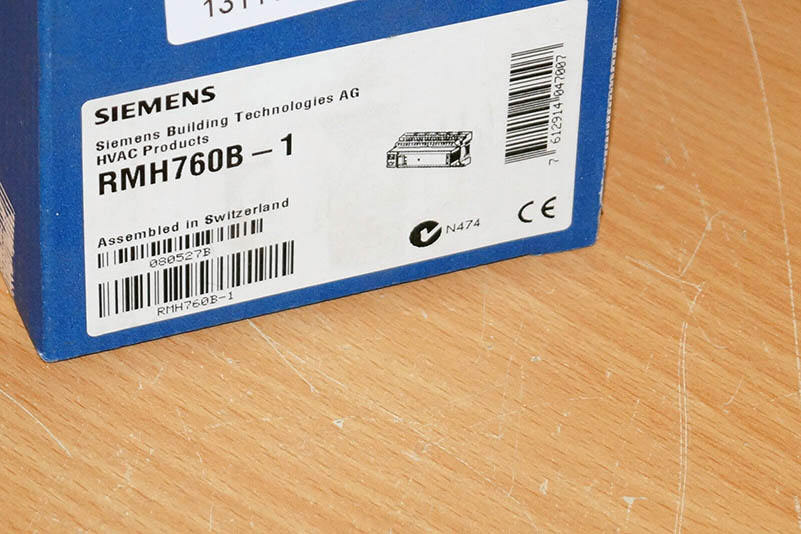 SIEMENS
Siemens Building Technologies AG
HVAC Products
RMH760B – 1
7 612914 047007
Assembled in Switzerland
080527B
RMH760B-1
N474
CE